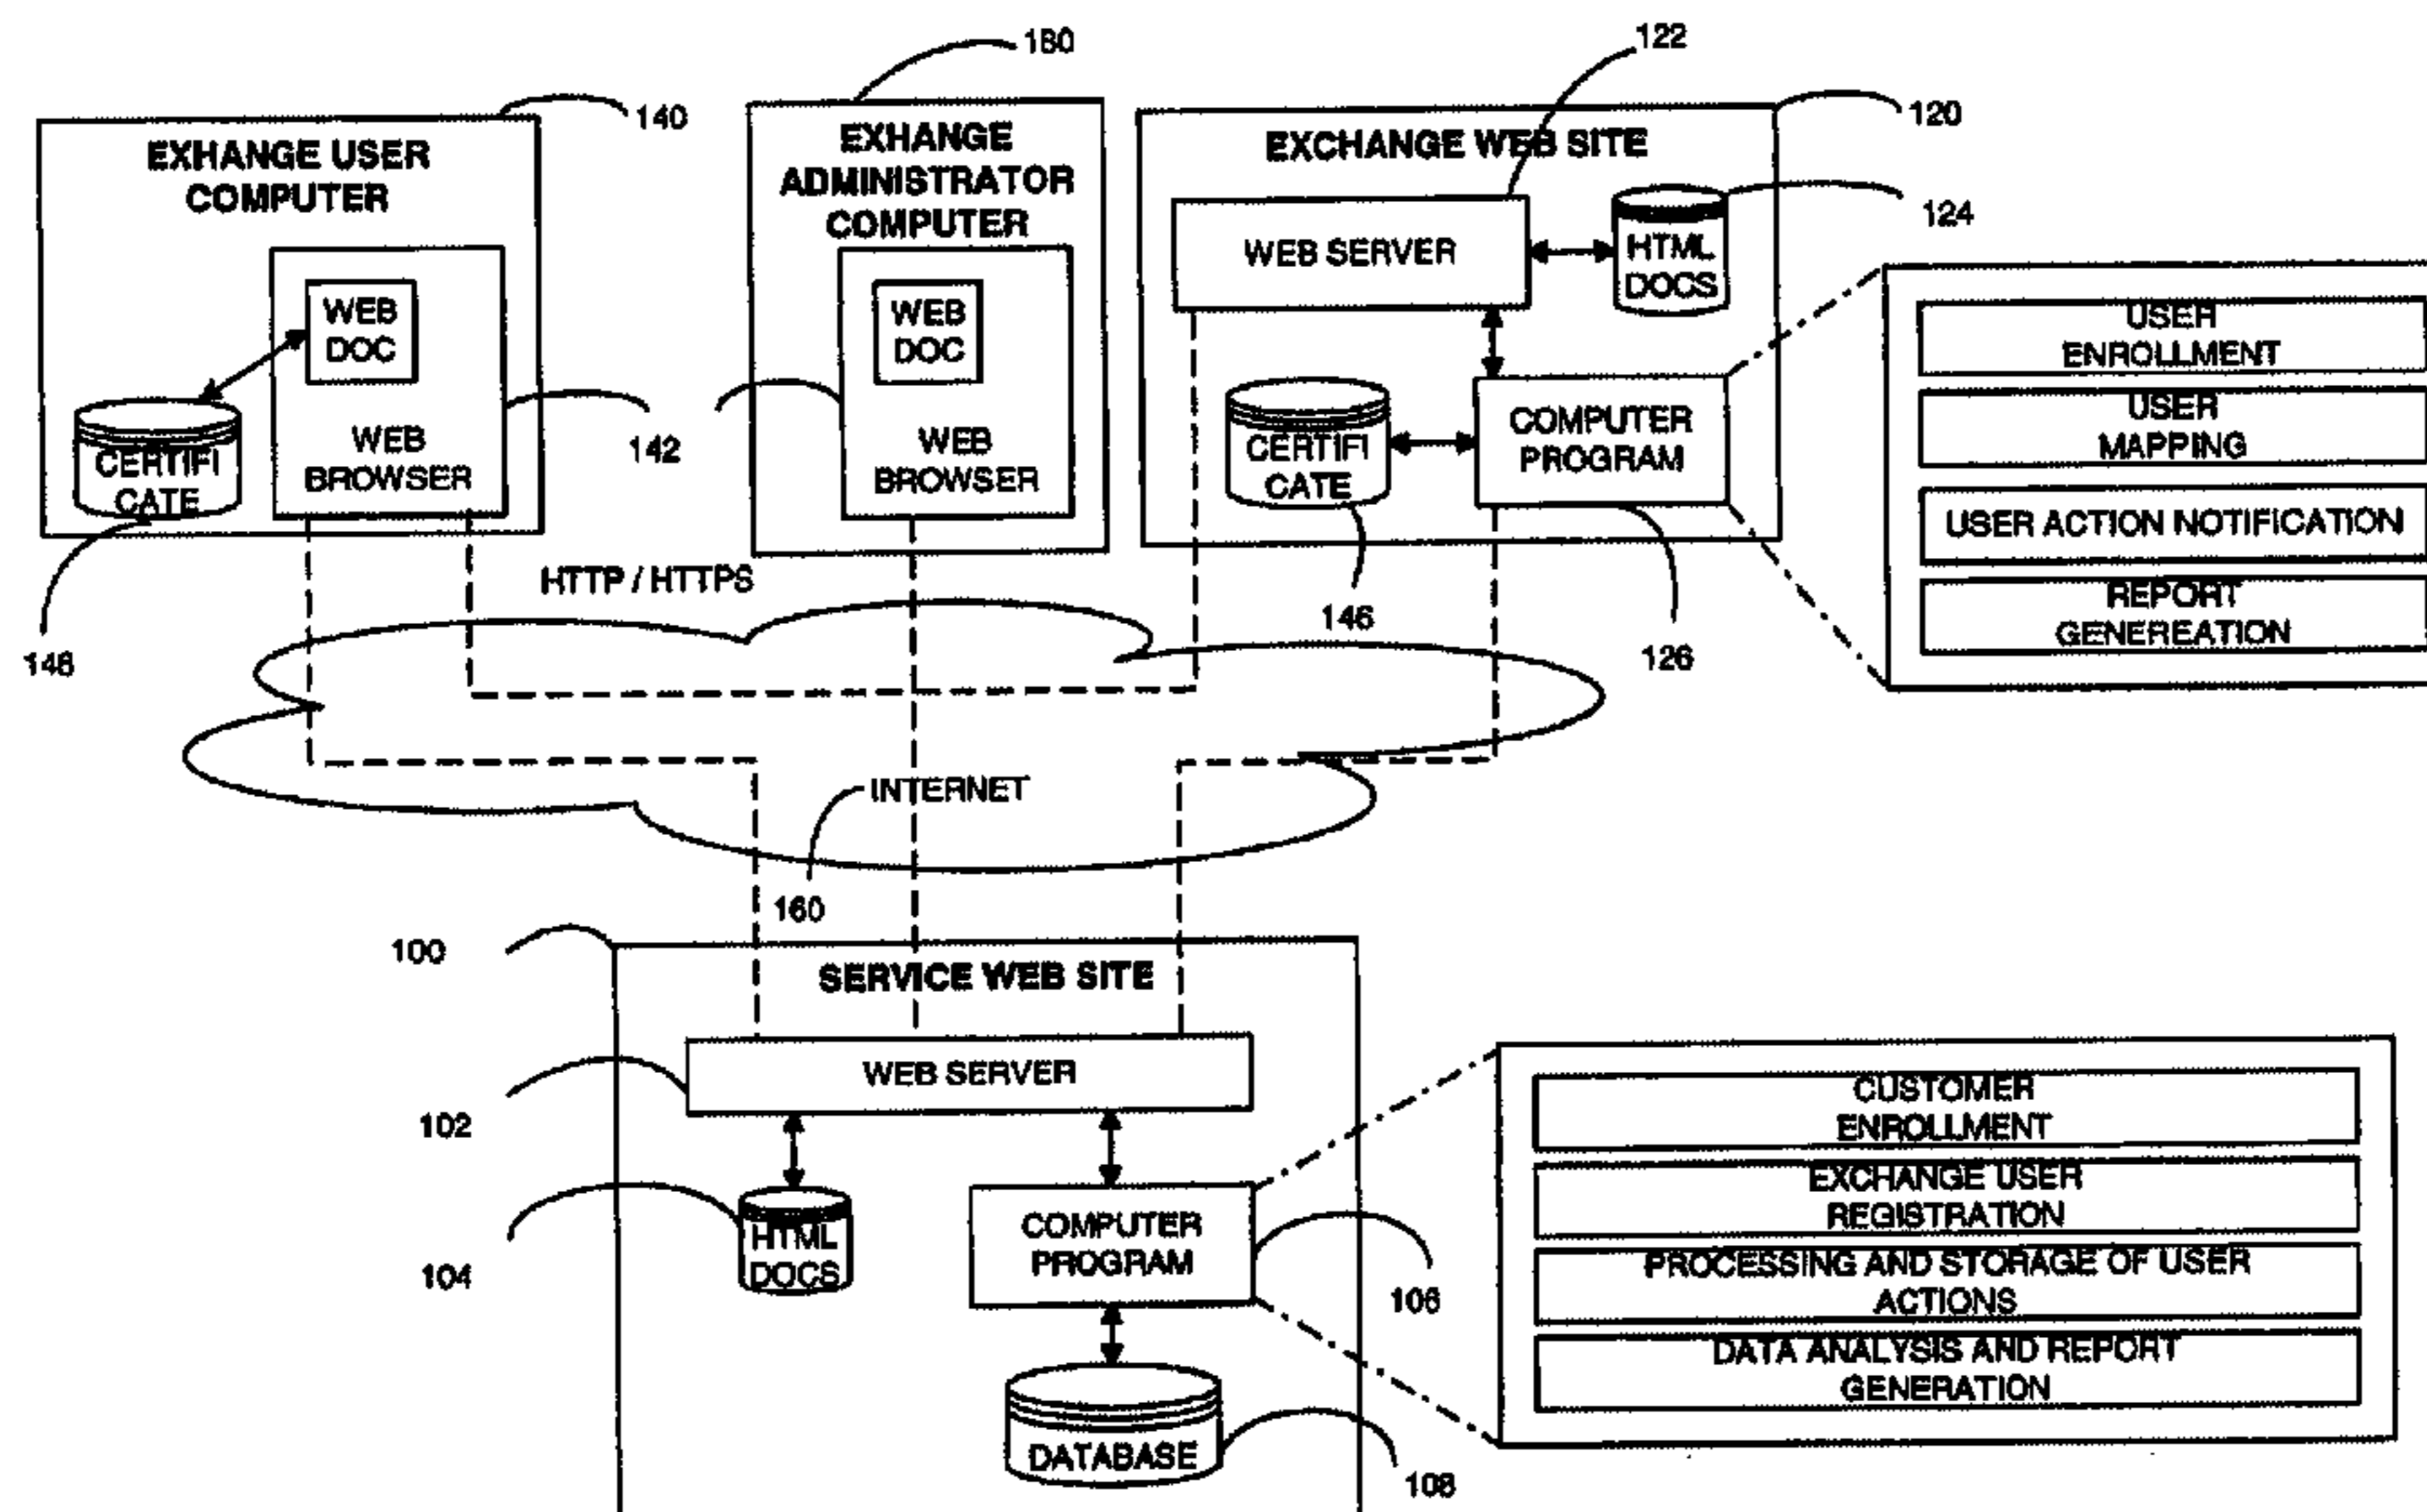 180
122
140
120
EXHANGE USER
COMPUTER
EXHANGE
ADMINISTRATOR
COMPUTER
EXCHANGE WEB SITE
124
WEB SERVER
HTML
DOCS
WEB
DOC
WEB
DOC
USER
ENROLLMENT
USER
MAPPING
142
WEB
BROWSER
WEB
BROWSER
CERTIFI
CATE
CERTIFI
CATE
COMPUTER
PROGRAM
USER ACTION NOTIFICATION
REPORT
GENEREATION
HTTP / HTTPS
146
146
126
INTERNET
160
100
SERVICE WEB SITE
102
WEB SERVER
CUSTOMER
ENROLLMENT
EXCHANGE USER
REGISTRATION
104
HTML
DOCS
COMPUTER
PROGRAM
106
PROCESSING AND STORAGE OF USER
ACTIONS
DATA ANALYSIS AND REPORT
GENERATION
DATABASE
108